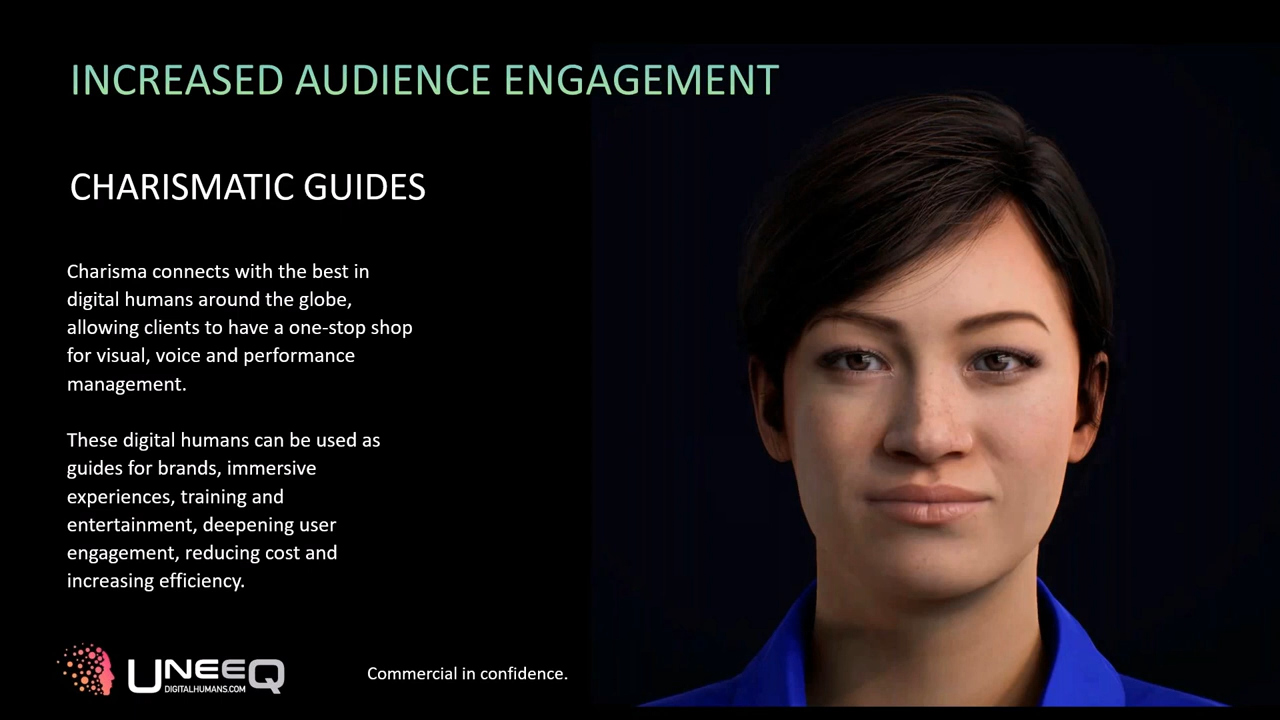 INCREASED AUDIENCE ENGAGEMENT
CHARISMATIC GUIDES
Charisma connects with the best in
digital humans around the globe,
allowing clients to have a one-stop shop
for visual, voice and performance
management.
These digital humans can be used as
guides for brands, immersive
experiences, training and
entertainment, deepening user
engagement, reducing cost and
increasing efficiency.
UNEEQ
DIGITALHUMANS.COM
Commercial in confidence.